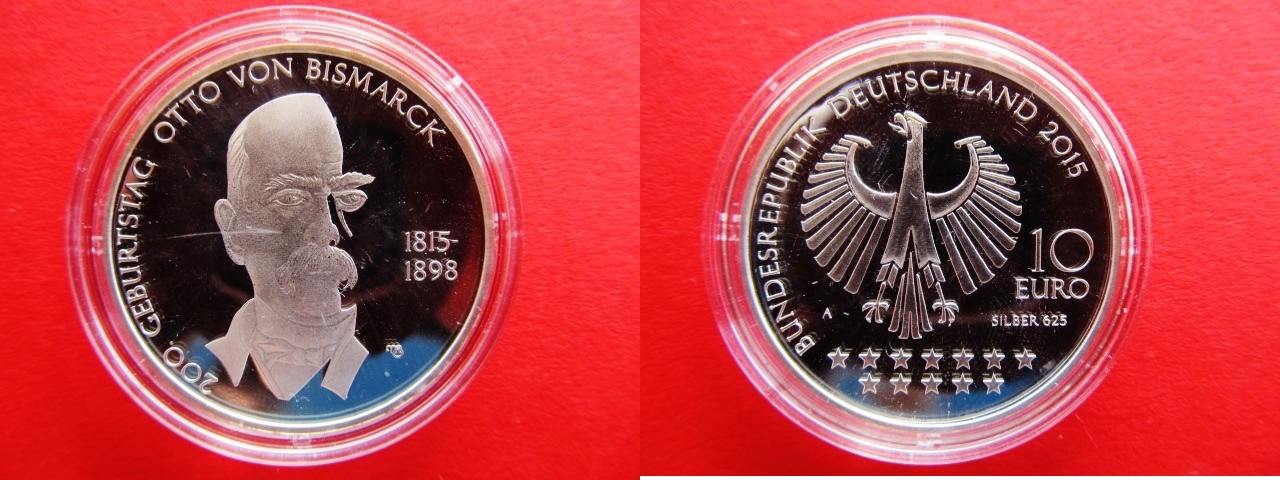 200. GEBURTSTAG OTTO VON BISMARCK
1815-
1898
BUNDESREPUBLIK DEUTSCHLAND 2015
10
EURO
A
SILBER 625